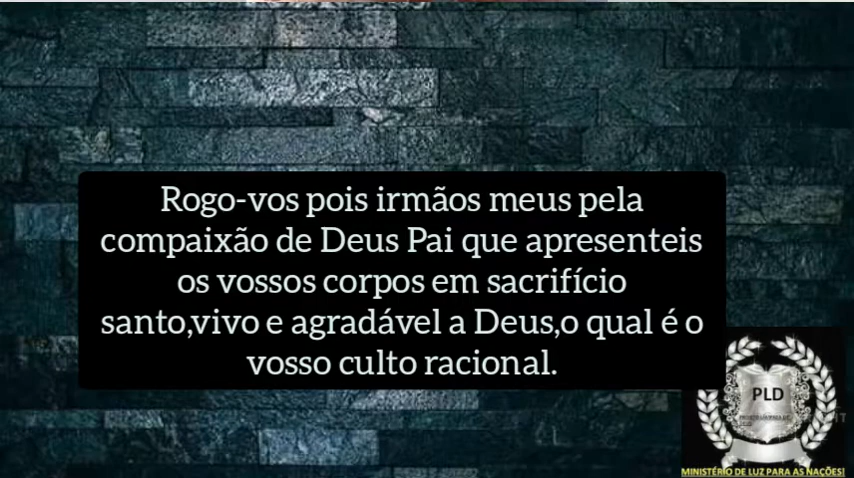 Rogo-vos pois irmãos meus pela
compaixão de Deus Pai que apresenteis
os vossos corpos em sacrifício
santo,vivo e agradável a Deus,o qual é o
vosso culto racional.
PLD
MINISTÉRIO DE LUZ PARA AS NAÇÕES!